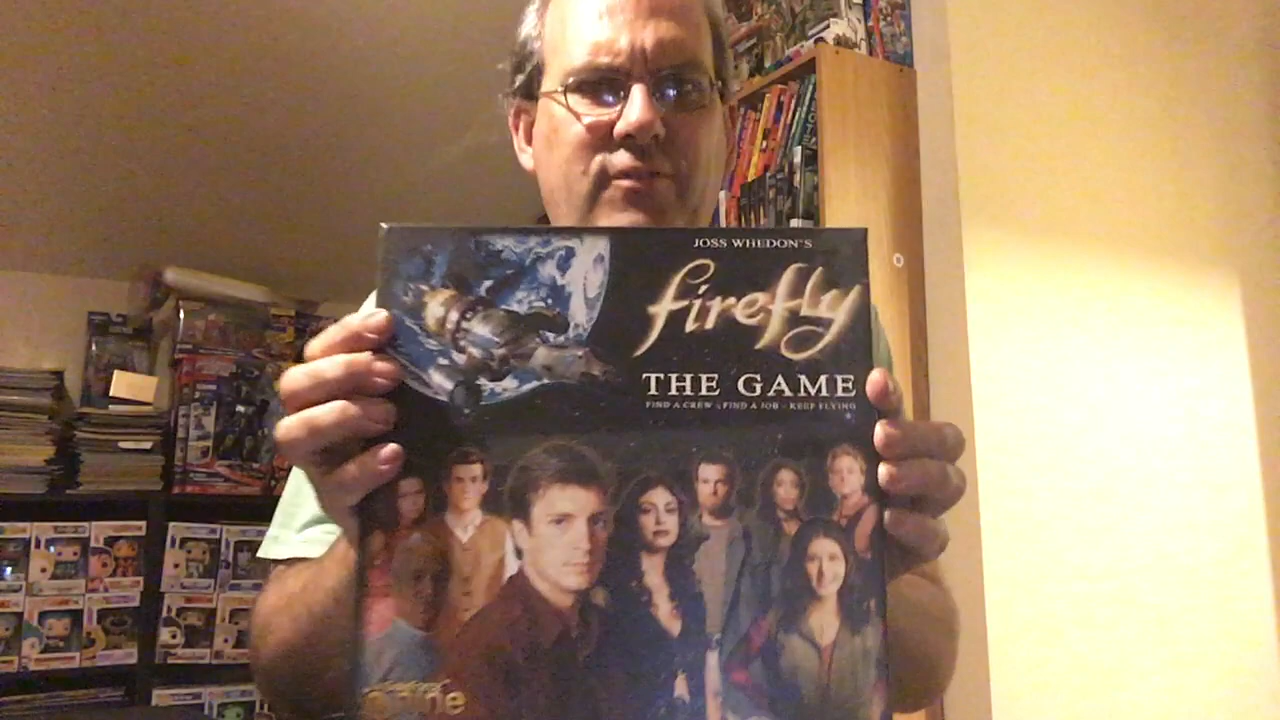 JOSS WHEDON'S
firefly
THE GAME
FIND A CREW · FIND A JOB · KEEP FLYING